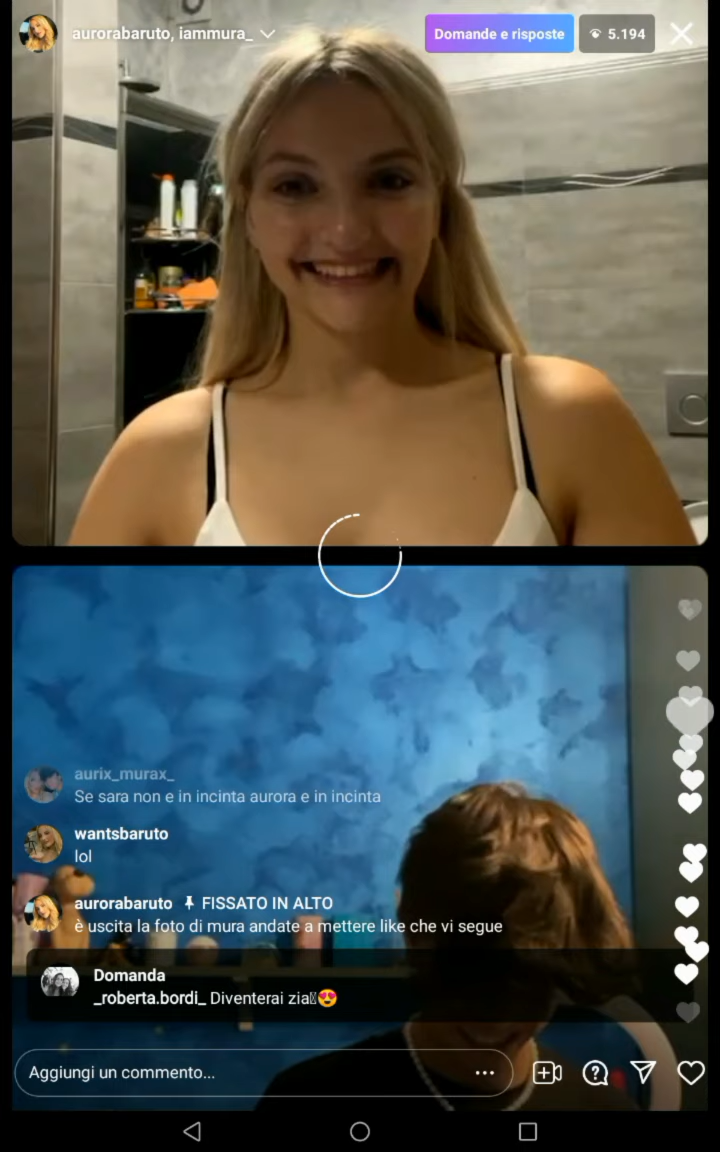 aurorabaruto, iammura_
Domande e risposte
5.194
aurix_murax_
Se sara non e in incinta aurora e in incinta
wantsbaruto
lol
aurorabaruto FISSATO IN ALTO
è uscita la foto di mura andate a mettere like che vi segue
Domanda
_roberta.bordi_ Diventerai zia😍
Aggiungi un commento...